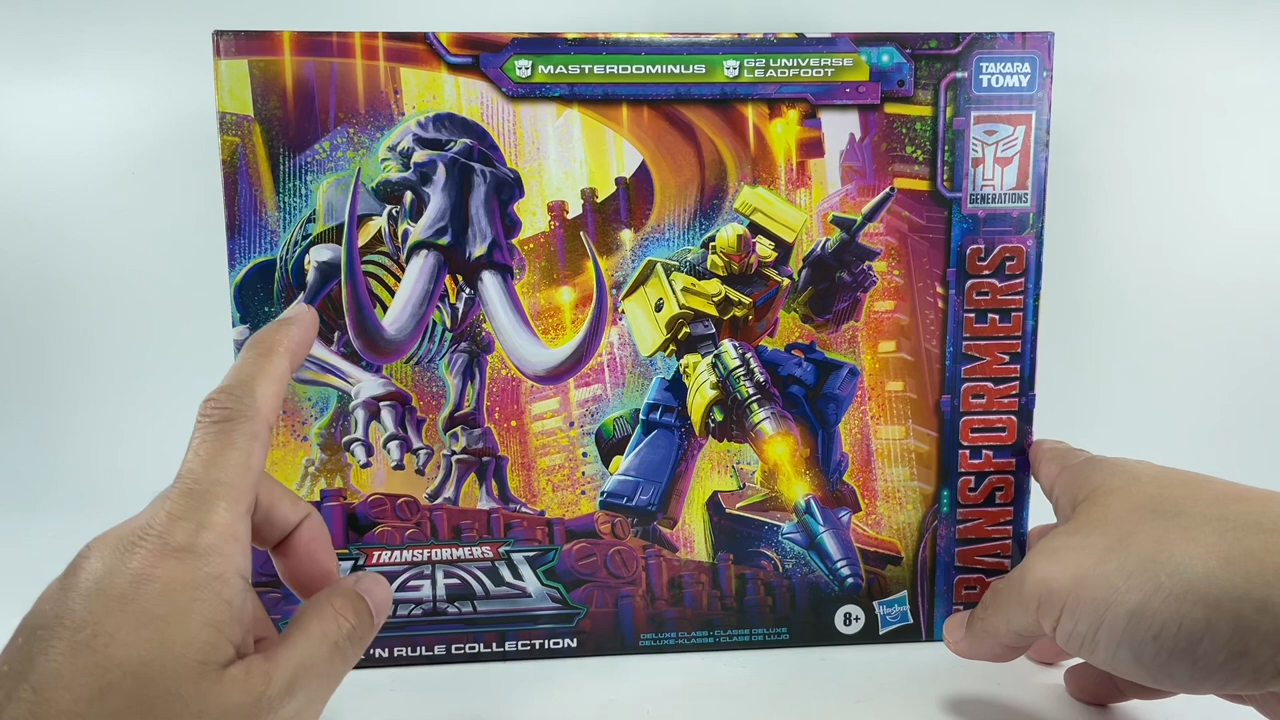 MASTERDOMINUS
G2 UNIVERSE
LEADFOOT
TAKARA
TOMY
GENERATIONS
TRANSFORMERS
TRANSFORMERS
'N RULE COLLECTION
DELUXE CLASS • CLASSE DELUXE
DELUXE-KLASSE • CLASE DE LUJO
8+
Hasbro